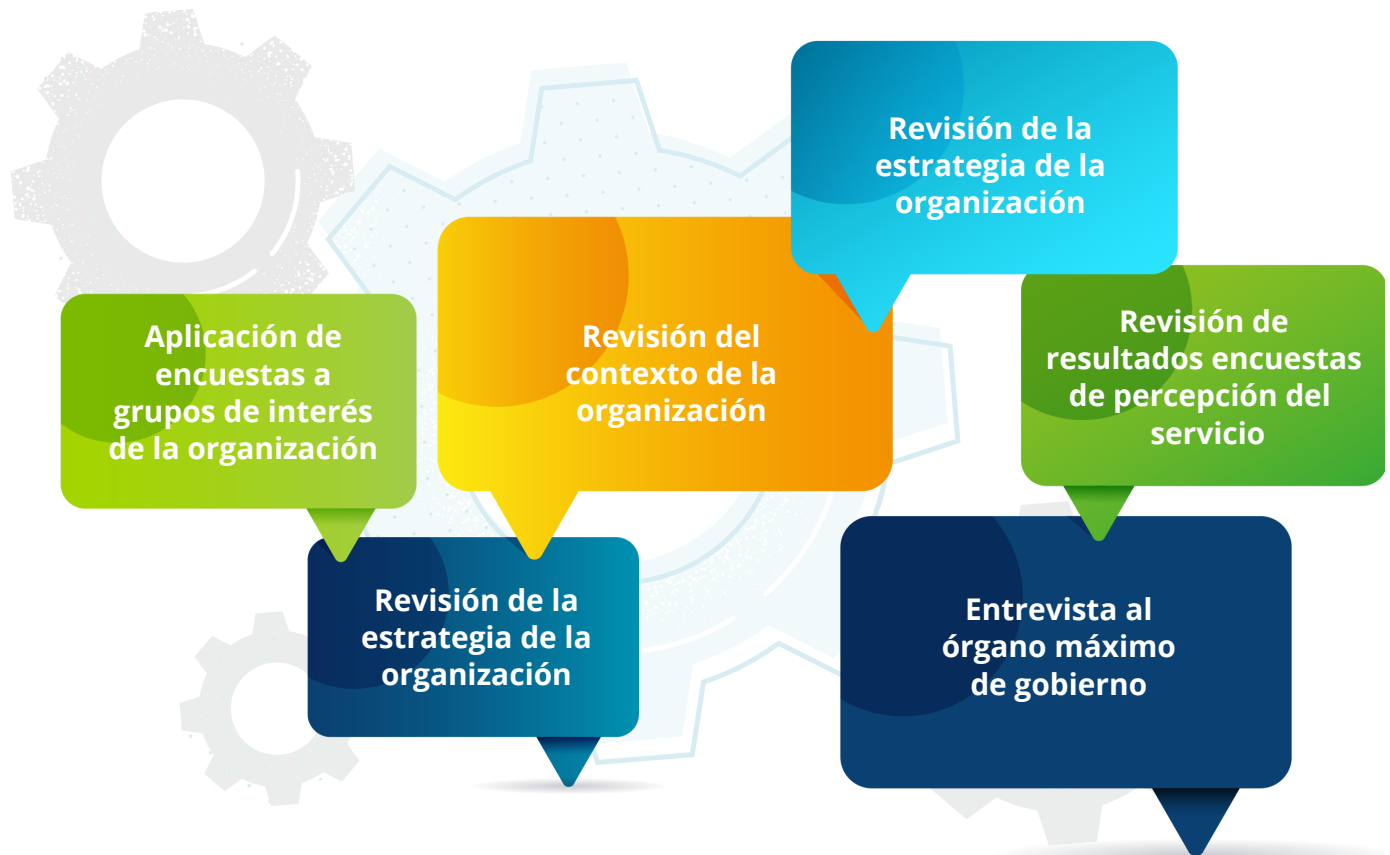 Revisión de la
estrategia de la
organización
Aplicación de
encuestas a
grupos de interés
de la organización
Revisión del
contexto de la
organización
Revisión de
resultados encuestas
de percepción del
servicio
Revisión de la
estrategia de la
organización
Entrevista al
órgano máximo
de gobierno